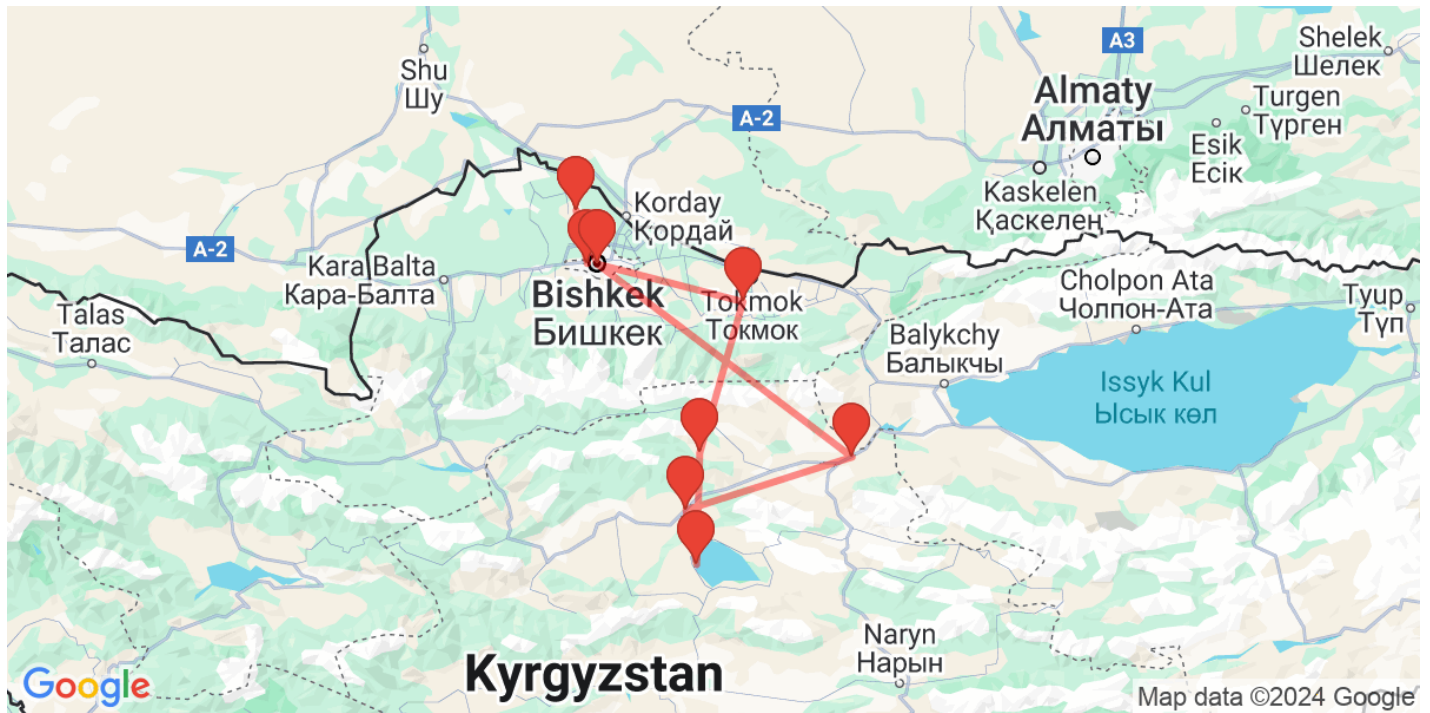 Shu
Шу
A3
Shelek
Шелек
Almaty
Алматы
Turgen
Түрген
A-2
Esik
Есік
Kaskelen
Қаскелең
Korday
Қордай
A-2
Kara Balta
Кара-Балта
Bishkek
Бишкек
Tokmok
Токмок
Talas
Талас
Cholpon Ata
Чолпон-Ата
Tyup
Түп
Balykchy
Балыкчы
Issyk Kul
Ысык көл
Naryn
Нарын
Kyrgyzstan
Google
Map data ©2024 Google